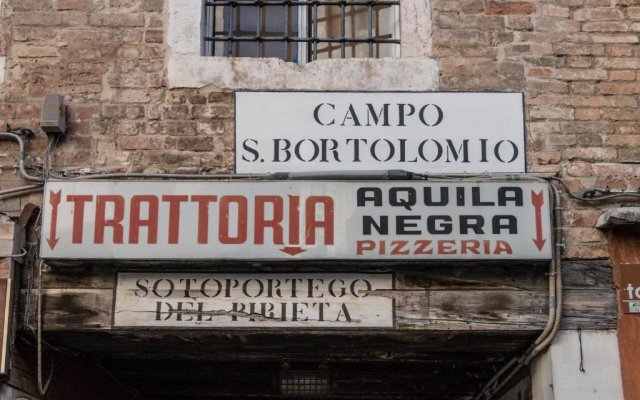 CAMPO
S. BORTOLOMIO
TRATTORIA
AQUILA
NEGRA
PIZZERIA
SOTOPORTEGO
DEL PIRIETA